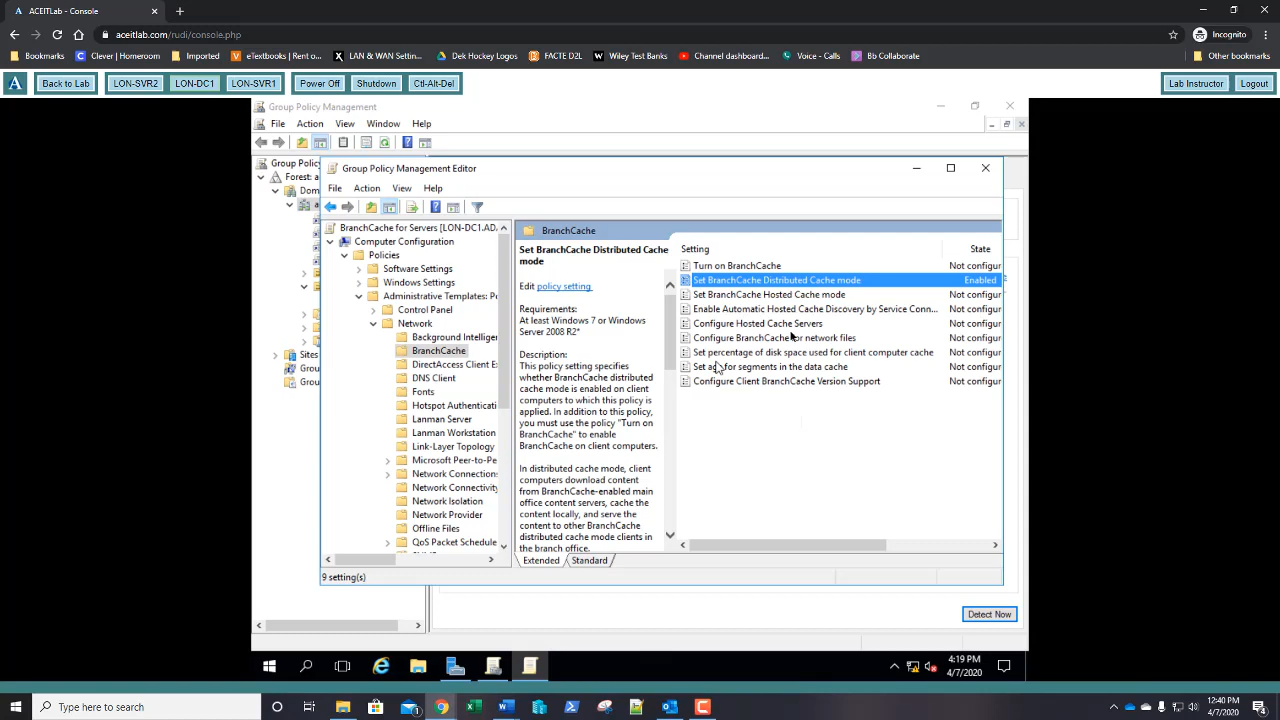 ACEITLab - Console
aceitlab.com/rudi/console.php
Incognito
Bookmarks
Clever | Homeroom
Imported
eTextbooks | Rent o...
LAN & WAN Settin...
Dek Hockey Logos
FACTE D2L
Wiley Test Banks
Channel dashboard...
Voice - Calls
Bb Collaborate
Other bookmarks
Back to Lab
LON-SVR2
LON-DC1
LON-SVR1
Power Off
Shutdown
Ctl-Alt-Del
Lab Instructor
Logout
Group Policy Management
File Action View Window Help
Group Policy
Forest: a
Dom
Sites
Grou
Grou
Group Policy Management Editor
File Action View Help
BranchCache for Servers [LON-DC1.AD.
Computer Configuration
Policies
Software Settings
Windows Settings
Administrative Templates: P
Control Panel
Network
Background Intelliger
BranchCache
DirectAccess Client E
DNS Client
Fonts
Hotspot Authenticati
Lanman Server
Lanman Workstation
Link-Layer Topology
Microsoft Peer-to-Pe
Network Connection
Network Connectivity
Network Isolation
Network Provider
Offline Files
QoS Packet Schedule
BranchCache
Set BranchCache Distributed Cache
mode
Edit policy setting
Requirements:
At least Windows 7 or Windows
Server 2008 R2*
Description:
This policy setting specifies
whether BranchCache distributed
cache mode is enabled on client
computers to which this policy is
applied. In addition to this policy,
you must use the policy "Turn on
BranchCache" to enable
BranchCache on client computers.
In distributed cache mode, client
computers download content
from BranchCache-enabled main
office content servers, cache the
content locally, and serve the
content to other BranchCache
distributed cache mode clients in
the branch office.
Setting State
Turn on BranchCache Not configur
Set BranchCache Distributed Cache mode Enabled
Set BranchCache Hosted Cache mode Not configur
Enable Automatic Hosted Cache Discovery by Service Conn... Not configur
Configure Hosted Cache Servers Not configur
Configure BranchCache for network files Not configur
Set percentage of disk space used for client computer cache Not configur
Set age for segments in the data cache Not configur
Configure Client BranchCache Version Support Not configur
Extended Standard
9 setting(s)
Detect Now
4:19 PM
4/7/2020
Type here to search
12:40 PM
4/7/2020